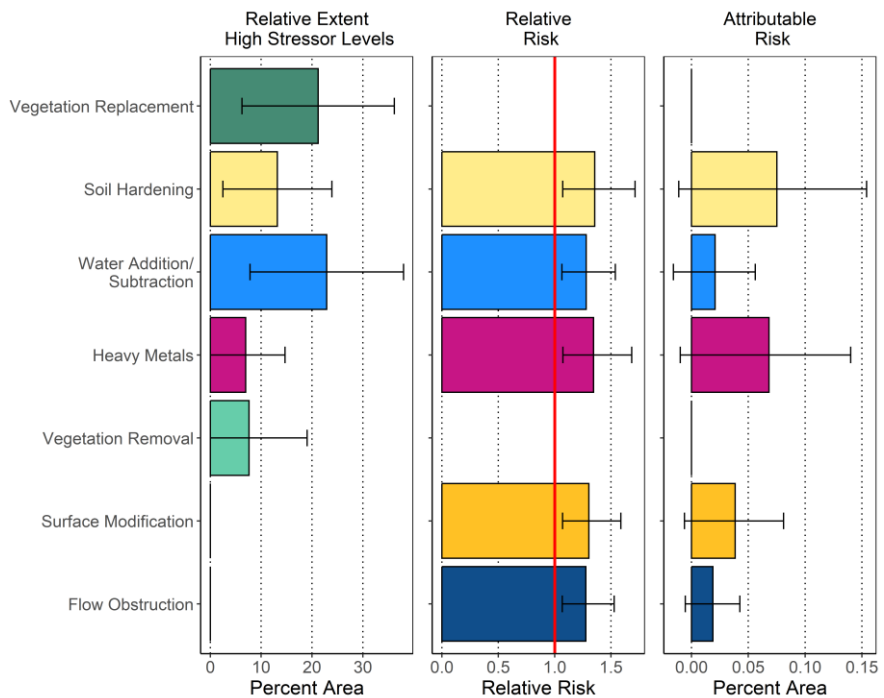 Relative Extent
High Stressor Levels
Relative
Risk
Attributable
Risk
Vegetation Replacement
Soil Hardening
Water Addition/
Subtraction
Heavy Metals
Vegetation Removal
Surface Modification
Flow Obstruction
0 10 20 30
0.0 0.5 1.0 1.5
0.00 0.05 0.10 0.15
Percent Area
Relative Risk
Percent Area